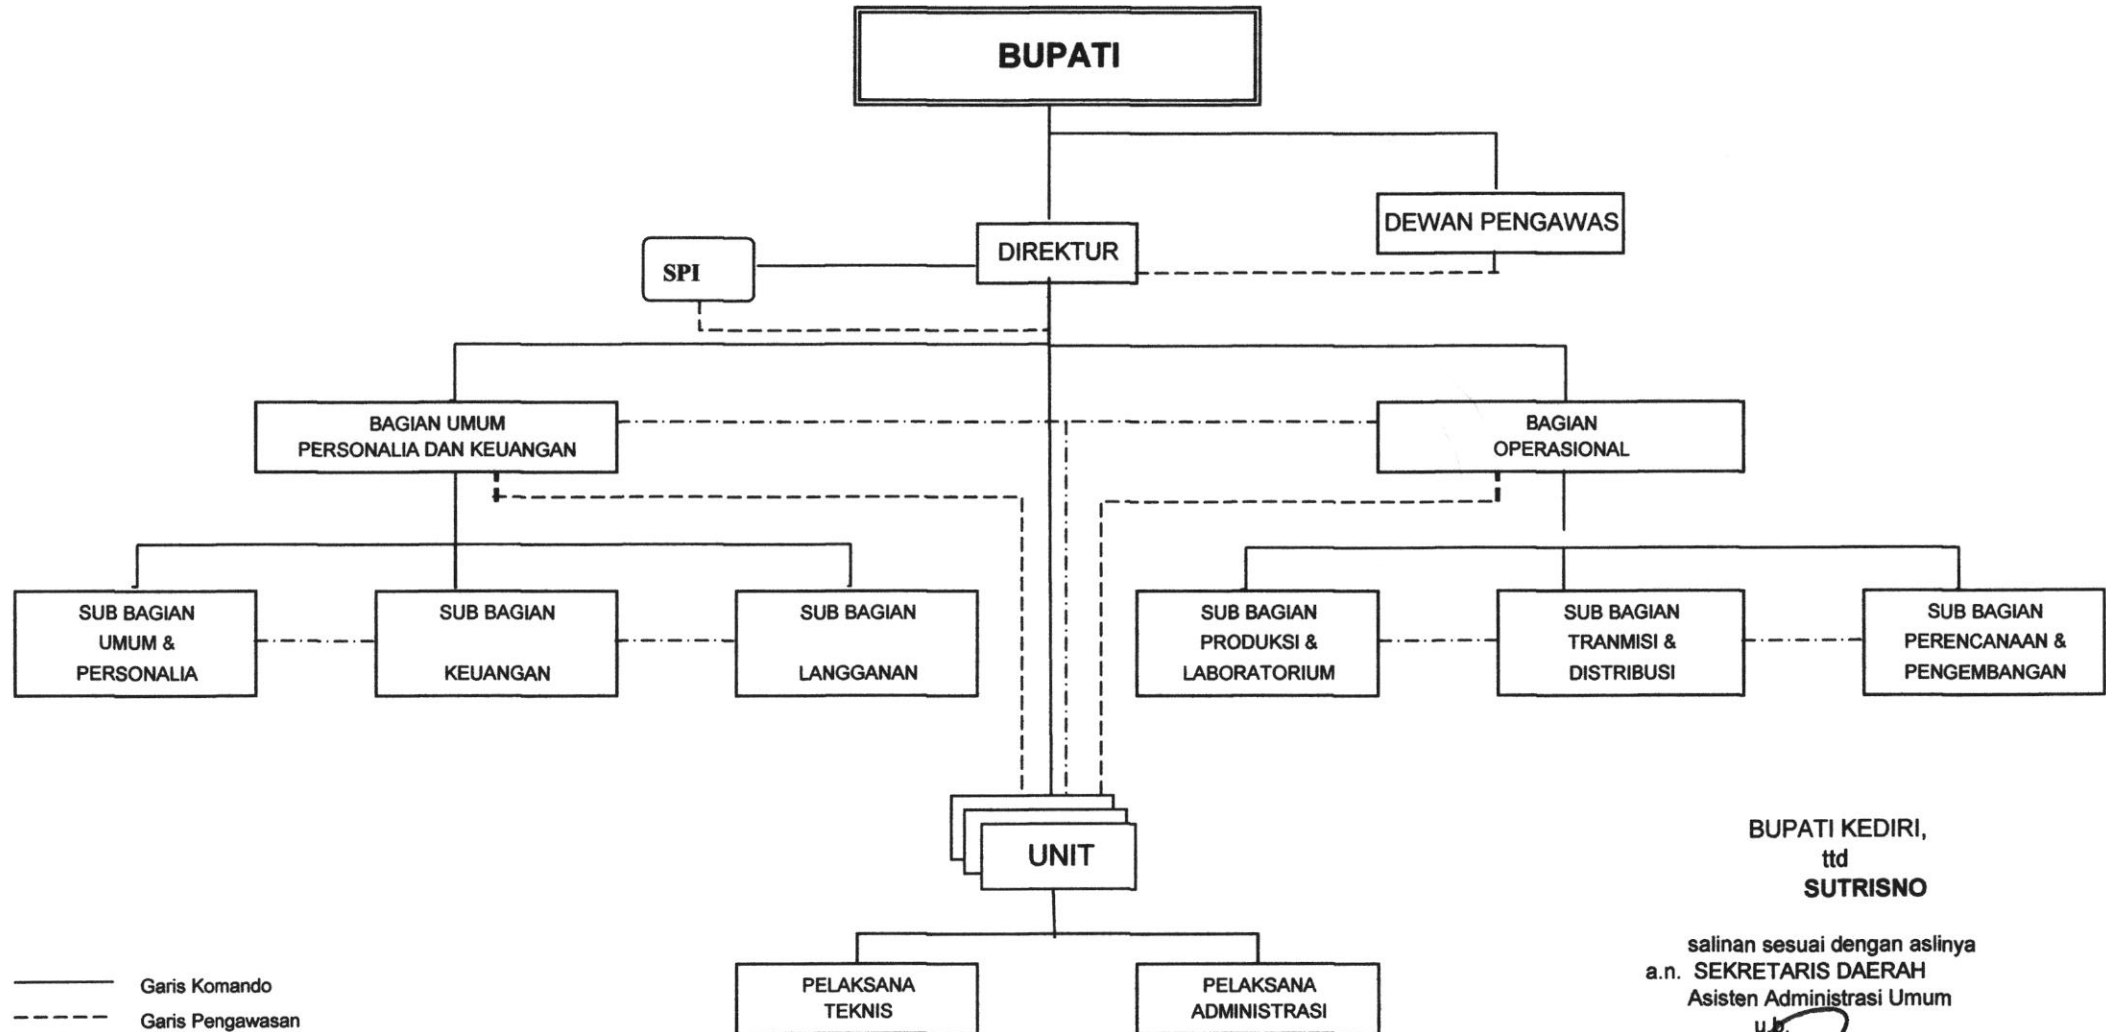 BUPATI
DEWAN PENGAWAS
DIREKTUR
SPI
BAGIAN UMUM
PERSONALIA DAN KEUANGAN
BAGIAN
OPERASIONAL
SUB BAGIAN
UMUM &
PERSONALIA
SUB BAGIAN
KEUANGAN
SUB BAGIAN
LANGGANAN
SUB BAGIAN
PRODUKSI &
LABORATORIUM
SUB BAGIAN
TRANMISI &
DISTRIBUSI
SUB BAGIAN
PERENCANAAN &
PENGEMBANGAN
UNIT
PELAKSANA
TEKNIS
PELAKSANA
ADMINISTRASI
Garis Komando
Garis Pengawasan
BUPATI KEDIRI,
ttd
SUTRISNO
salinan sesuai dengan aslinya
a.n. SEKRETARIS DAERAH
Asisten Administrasi Umum
u.b.